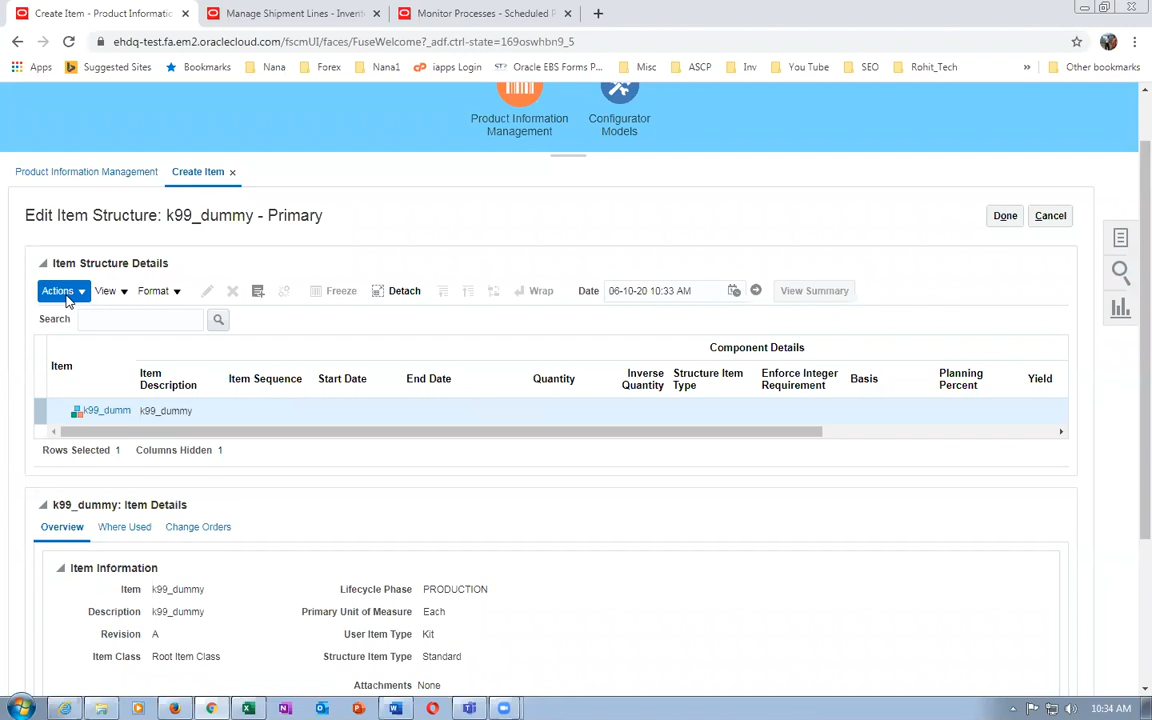 Create Item - Product Informatio
Manage Shipment Lines - Invent
Monitor Processes - Scheduled P
ehdq-test.fa.em2.oraclecloud.com/fscmUI/faces/FuseWelcome?_adf.ctrl-state=169oswhbn9_5
Apps Suggested Sites Bookmarks Nana Forex Nana1 iapps Login Oracle EBS Forms P... Misc ASCP Inv You Tube SEO Rohit_Tech » Other bookmarks
Product Information Management
Configurator Models
Product Information Management Create Item
Edit Item Structure: k99_dummy - Primary
Done Cancel
Item Structure Details
Actions View Format Freeze Detach Wrap Date 06-10-20 10:33 AM View Summary
Search
Component Details
Item
Item Description
Item Sequence
Start Date
End Date
Quantity
Inverse Quantity
Structure Item Type
Enforce Integer Requirement
Basis
Planning Percent
Yield
k99_dumm k99_dummy
Rows Selected 1 Columns Hidden 1
k99_dummy: Item Details
Overview Where Used Change Orders
Item Information
Item k99_dummy
Description k99_dummy
Revision A
Item Class Root Item Class
Lifecycle Phase PRODUCTION
Primary Unit of Measure Each
User Item Type Kit
Structure Item Type Standard
Attachments None
10:34 AM